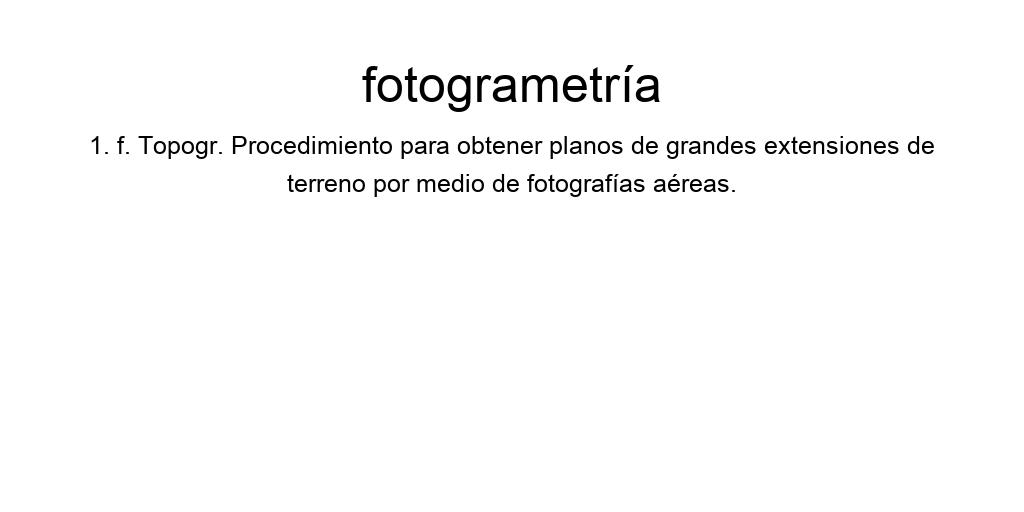 fotogrametría
1. f. Topogr. Procedimiento para obtener planos de grandes extensiones de
terreno por medio de fotografías aéreas.